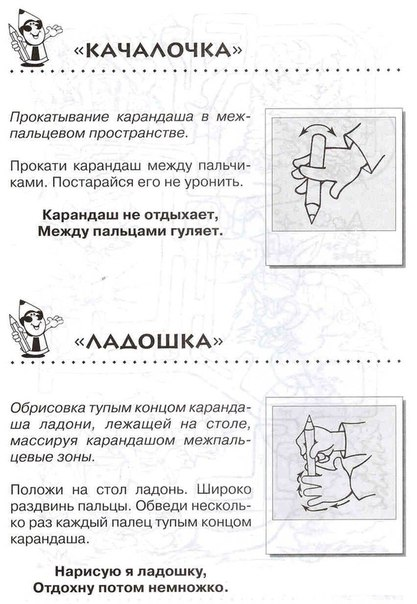 «КАЧАЛОЧКА»
Прокатывание карандаша в меж-
пальцевом пространстве.
Прокати карандаш между пальчи-
ками. Постарайся его не уронить.
Карандаш не отдыхает,
Между пальцами гуляет.
«ЛАДОШКА»
Обрисовка тупым концом каранда-
ша ладони, лежащей на столе,
массируя карандашом межпаль-
цевые зоны.
Положи на стол ладонь. Широко
раздвинь пальцы. Обведи несколь-
ко раз каждый палец тупым концом
карандаша.
Нарисую я ладошку,
Отдохну потом немножко.